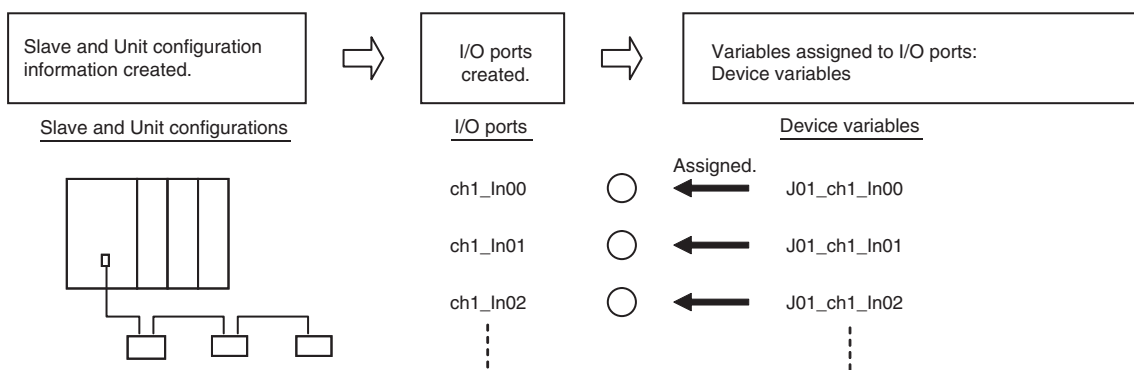 Slave and Unit configuration
information created.
I/O ports
created.
Variables assigned to I/O ports:
Device variables
Slave and Unit configurations
I/O ports
Device variables
Assigned.
ch1_In00
J01_ch1_In00
ch1_In01
J01_ch1_In01
ch1_In02
J01_ch1_In02